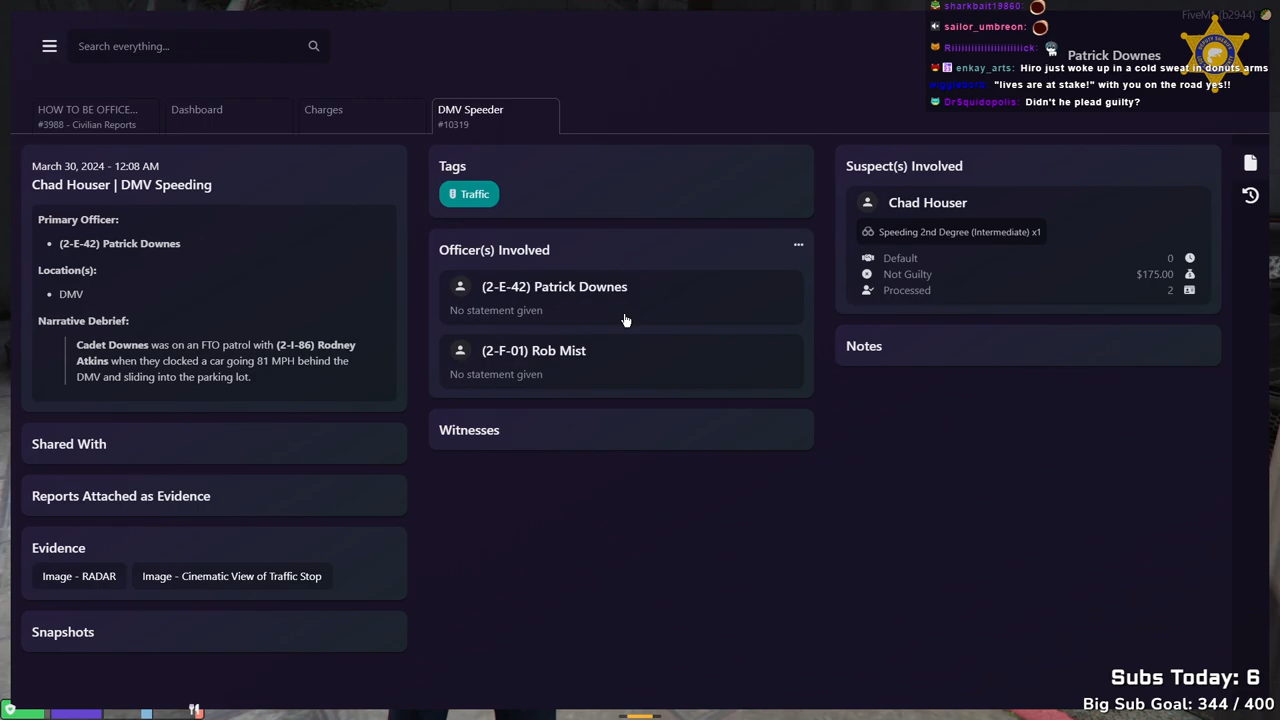 sharkbait19860:
FiveM® (b2944)
sailor_umbreon:
Riiiiiiiiiiiiiiiiick:
Patrick Downes
enkay_arts: Hiro just woke up in a cold sweat in donuts arms
"lives are at stake!" with you on the road yes!!
DrSquidopolis: Didn't he plead guilty?
Search everything...
HOW TO BE OFFICE...
#3988 - Civilian Reports
Dashboard
Charges
DMV Speeder
#10319
March 30, 2024 - 12:08 AM
Chad Houser | DMV Speeding
Primary Officer:
• (2-E-42) Patrick Downes
Location(s):
• DMV
Narrative Debrief:
Cadet Downes was on an FTO patrol with (2-I-86) Rodney
Atkins when they clocked a car going 81 MPH behind the
DMV and sliding into the parking lot.
Shared With
Reports Attached as Evidence
Evidence
Image - RADAR
Image - Cinematic View of Traffic Stop
Snapshots
Tags
Traffic
Officer(s) Involved
(2-E-42) Patrick Downes
No statement given
(2-F-01) Rob Mist
No statement given
Witnesses
Suspect(s) Involved
Chad Houser
Speeding 2nd Degree (Intermediate) x1
Default 0
Not Guilty $175.00
Processed 2
Notes
Subs Today: 6
Big Sub Goal: 344 / 400